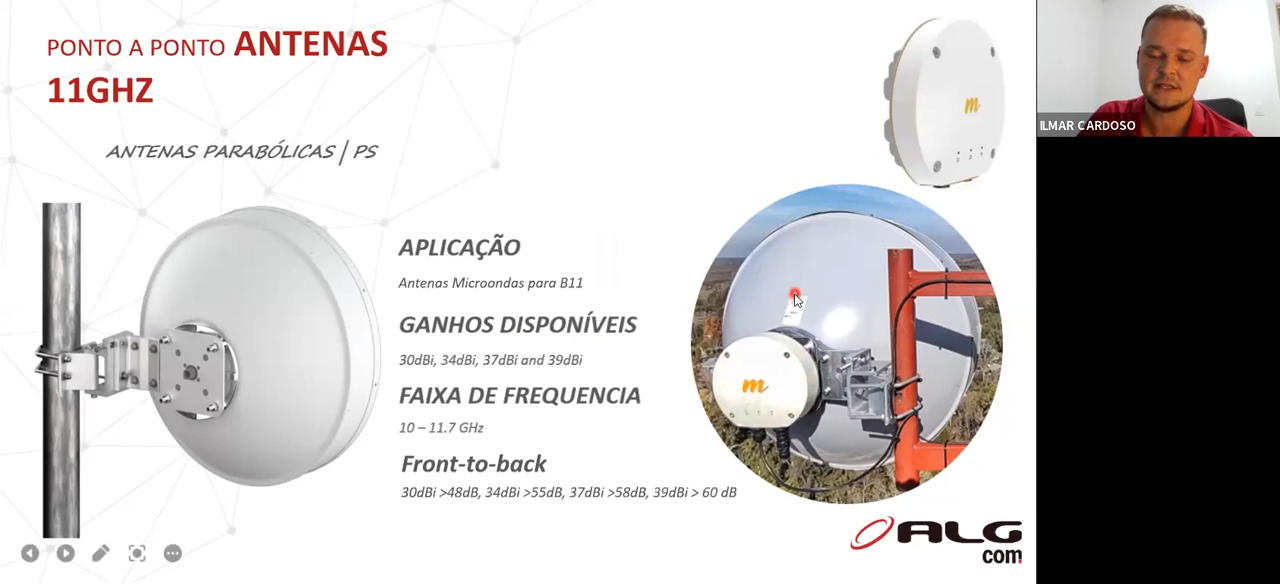 PONTO A PONTO ANTENAS
11GHZ
ANTENAS PARABÓLICAS | PS
APLICAÇÃO
Antenas Microondas para B11
GANHOS DISPONÍVEIS
30dBi, 34dBi, 37dBi and 39dBi
FAIXA DE FREQUENCIA
10 – 11.7 GHz
Front-to-back
30dBi >48dB, 34dBi >55dB, 37dBi >58dB, 39dBi > 60 dB
m
m
ALG
com
ILMAR CARDOSO